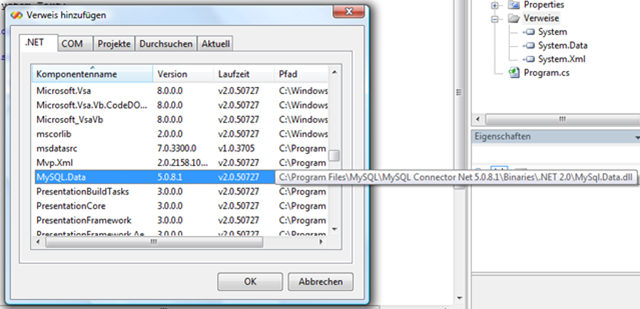 Verweis hinzufügen
.NET COM Projekte Durchsuchen Aktuell
Komponentenname Version Laufzeit Pfad
Microsoft.Vsa 8.0.0.0 v2.0.50727 C:\Windows
Microsoft.Vsa.Vb.CodeDO... 8.0.0.0 v2.0.50727 C:\Windows
Microsoft_VsaVb 8.0.0.0 v2.0.50727 C:\Windows
mscorlib 2.0.0.0 v2.0.50727 C:\Windows
msdatasrc 7.0.3300.0 v1.0.3705 C:\Program
Mvp.Xml 2.0.2158.10... v2.0.50727 C:\Program
MySQL.Data 5.0.8.1 v2.0.50727 C:\Program Files\MySQL\MySQL Connector Net 5.0.8.1\Binaries\.NET 2.0\MySql.Data.dll
PresentationBuildTasks 3.0.0.0 v2.0.50727 C:\Program
PresentationCore 3.0.0.0 v2.0.50727 C:\Program
PresentationFramework 3.0.0.0 v2.0.50727 C:\Program
PresentationFramework.Ae... 3.0.0.0 v2.0.50727 C:\Program
OK Abbrechen
Properties
Verweise
System
System.Data
System.Xml
Program.cs
Eigenschaften